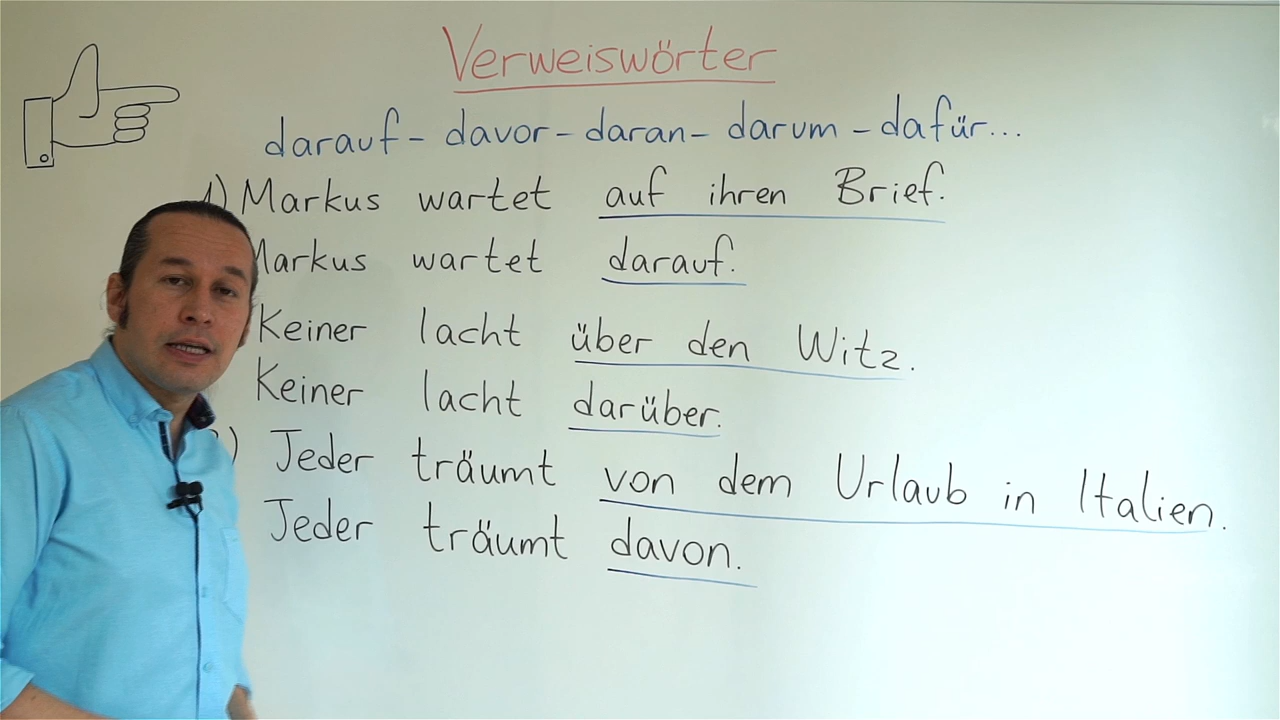 Verweiswörter
darauf - davor - daran - darum - dafür...
1) Markus wartet auf ihren Brief.
Markus wartet darauf.
Keiner lacht über den Witz.
Keiner lacht darüber.
) Jeder träumt von dem Urlaub in Italien.
Jeder träumt davon.